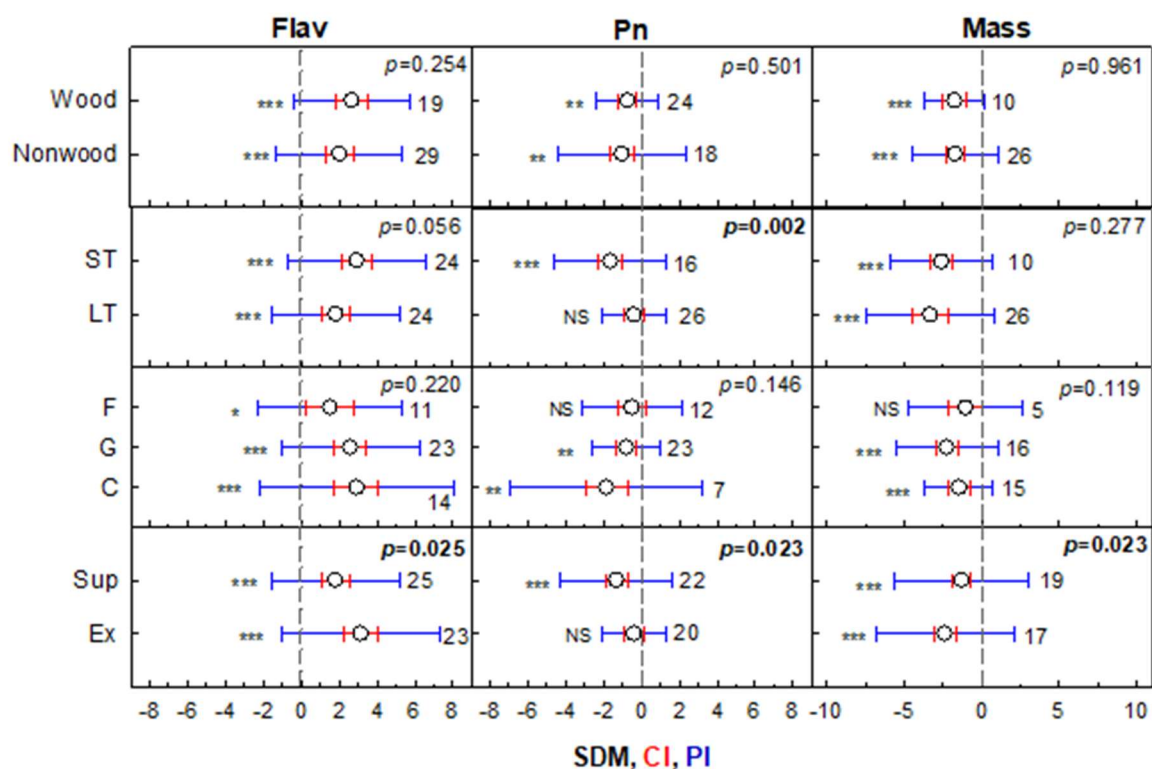 Flav Pn Mass
p=0.254 p=0.501 p=0.961
Wood *** 19 ** 24 *** 10
Nonwood *** 29 ** 18 *** 26
p=0.056 p=0.002 p=0.277
ST *** 24 *** 16 *** 10
LT *** 24 NS 26 *** 26
p=0.220 p=0.146 p=0.119
F * 11 NS 12 NS 5
G *** 23 ** 23 *** 16
C *** 14 ** 7 *** 15
p=0.025 p=0.023 p=0.023
Sup *** 25 *** 22 *** 19
Ex *** 23 NS 20 *** 17
-8 -6 -4 -2 0 2 4 6 8 -8 -6 -4 -2 0 2 4 6 8 -10 -5 0 5 10
SDM, CI, PI